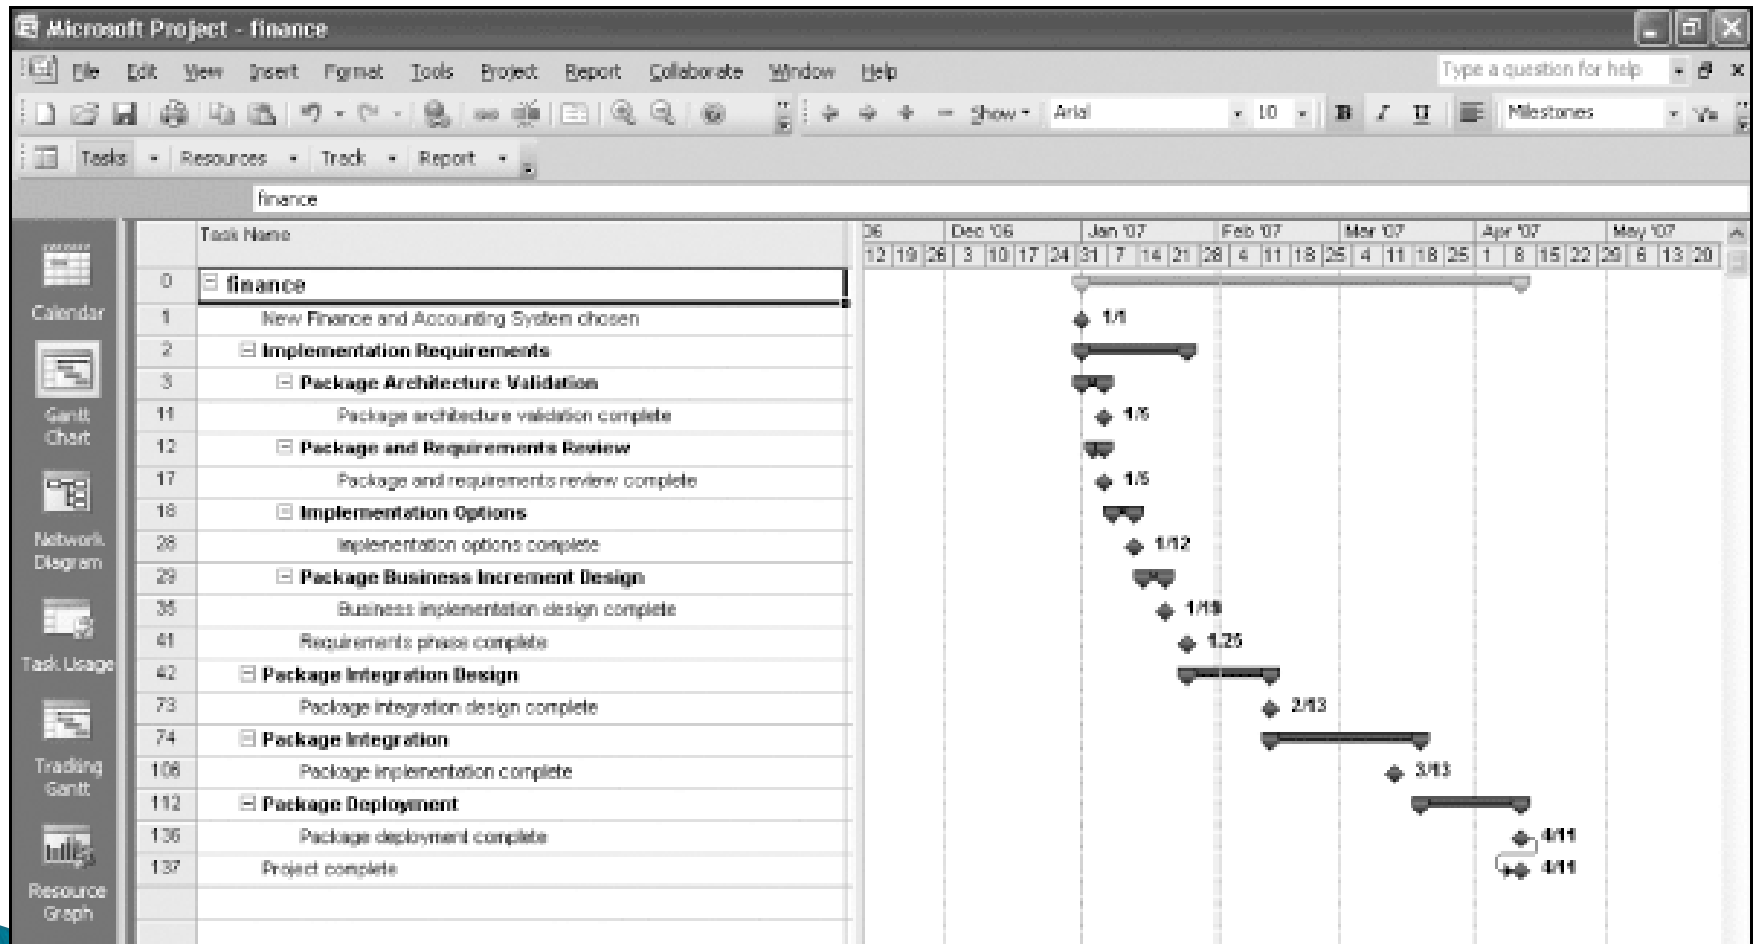 Microsoft Project - finance
File Edit View Insert Format Tools Project Report Collaborate Window Help Type a question for help
Show Arial 10 B I U Milestones
Tasks Resources Track Report
finance
Task Name 06 Dec '06 Jan '07 Feb '07 Mar '07 Apr '07 May '07
12 19 26 3 10 17 24 31 7 14 21 28 4 11 18 25 4 11 18 25 1 8 15 22 29 6 13 20
0 finance
1 New Finance and Accounting System chosen 1/1
2 Implementation Requirements
3 Package Architecture Validation
11 Package architecture validation complete 1/5
12 Package and Requirements Review
17 Package and requirements review complete 1/5
18 Implementation Options
28 Implementation options complete 1/12
29 Package Business Increment Design
35 Business implementation design complete
41 Requirements phase complete 1.25
42 Package Integration Design
73 Package integration design complete 2/13
74 Package Integration
Package implementation complete 3/13
112 Package Deployment
Package deployment complete 4/11
137 Project complete 4/11
Calendar
Gantt
Chart
Network
Diagram
Task Usage
Tracking
Gantt
Resource
Graph